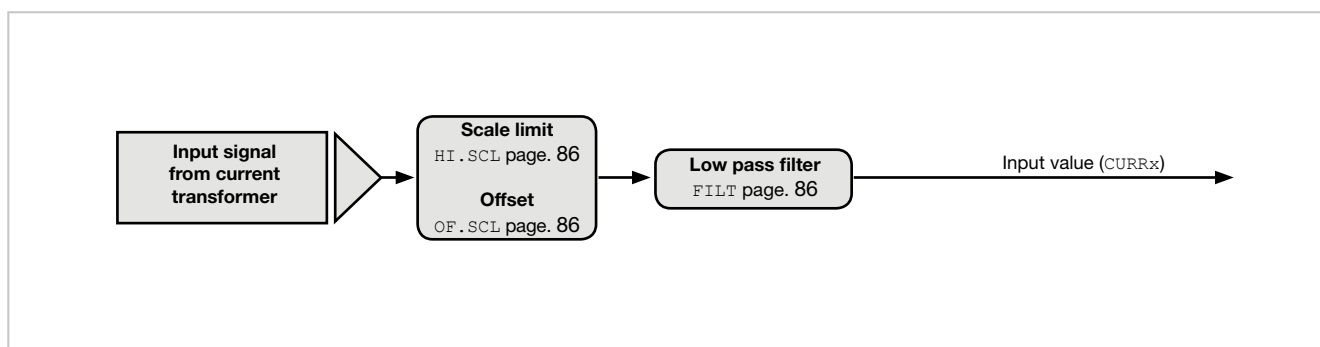 Input signal
from current
transformer
Scale limit
HI.SCL page. 86
Offset
OF.SCL page. 86
Low pass filter
FILT page. 86
Input value (CURRx)